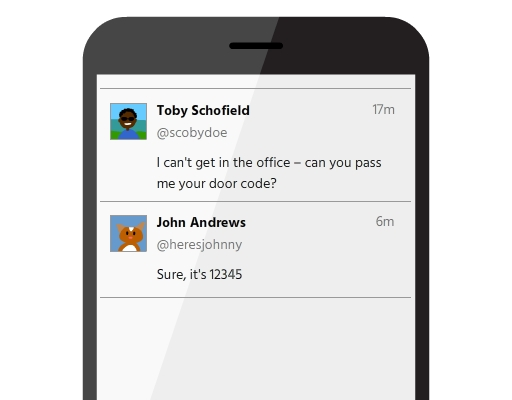 Toby Schofield 17m
@scobydoe
I can't get in the office – can you pass
me your door code?
John Andrews 6m
@heresjohnny
Sure, it's 12345